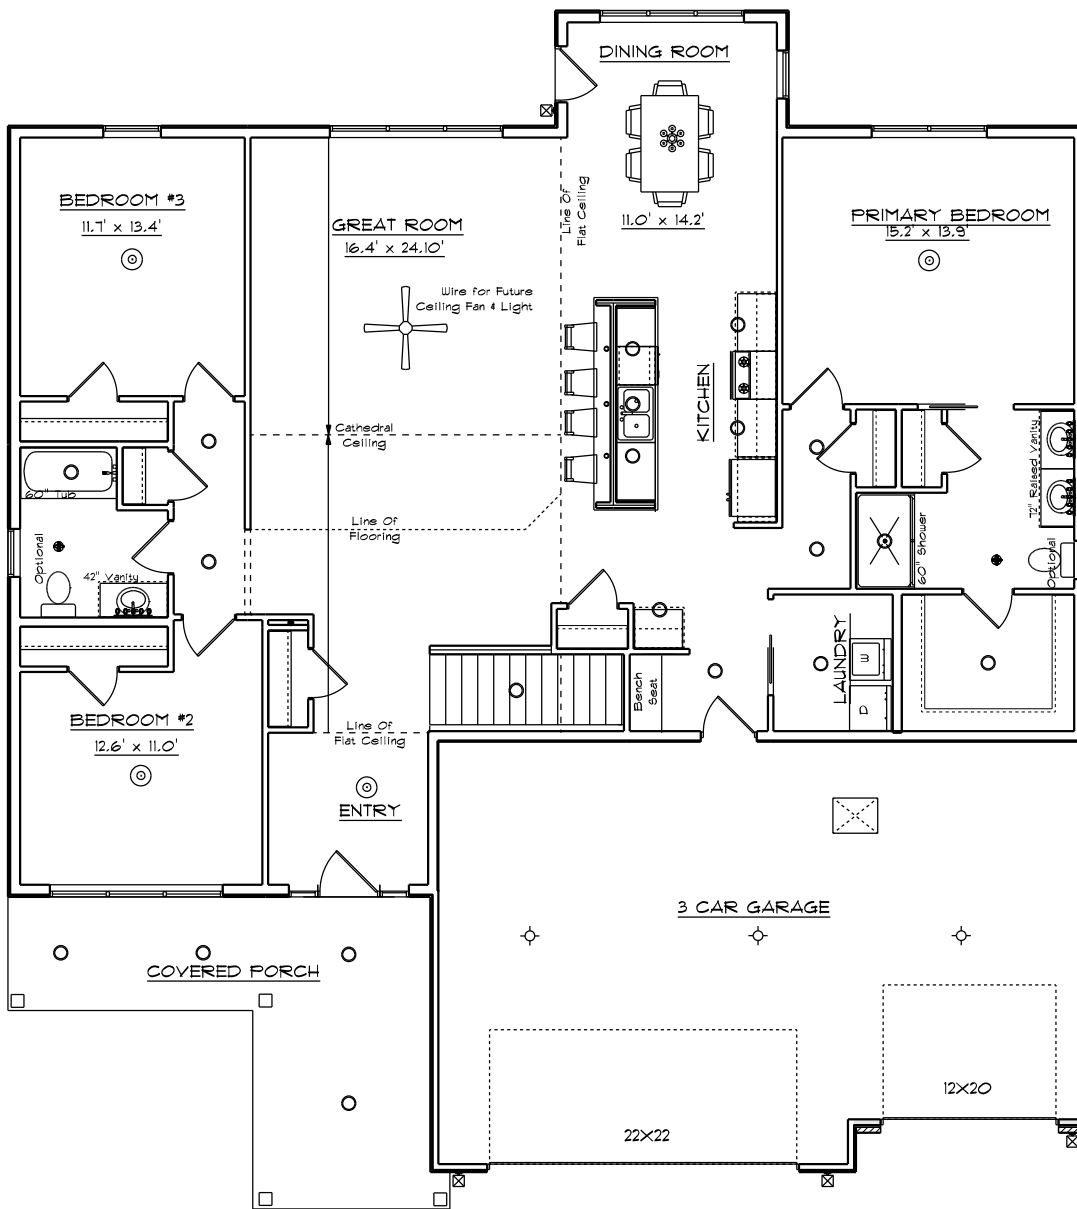 DINING ROOM
11.0' x 14.2'
Line Of
Flat Ceiling
BEDROOM #3
11.7' x 13.4'
GREAT ROOM
16.4' x 24.10'
PRIMARY BEDROOM
15.2' x 13.9'
Wire for Future
Ceiling Fan & Light
KITCHEN
Cathedral
Ceiling
72" Raised Vanity
60" Tub
Line Of
Flooring
Optional
42" Vanity
60" Shower
Optional
LAUNDRY
W
D
Bench
Seat
BEDROOM #2
12.6' x 11.0'
Line Of
Flat Ceiling
ENTRY
3 CAR GARAGE
COVERED PORCH
12X20
22X22